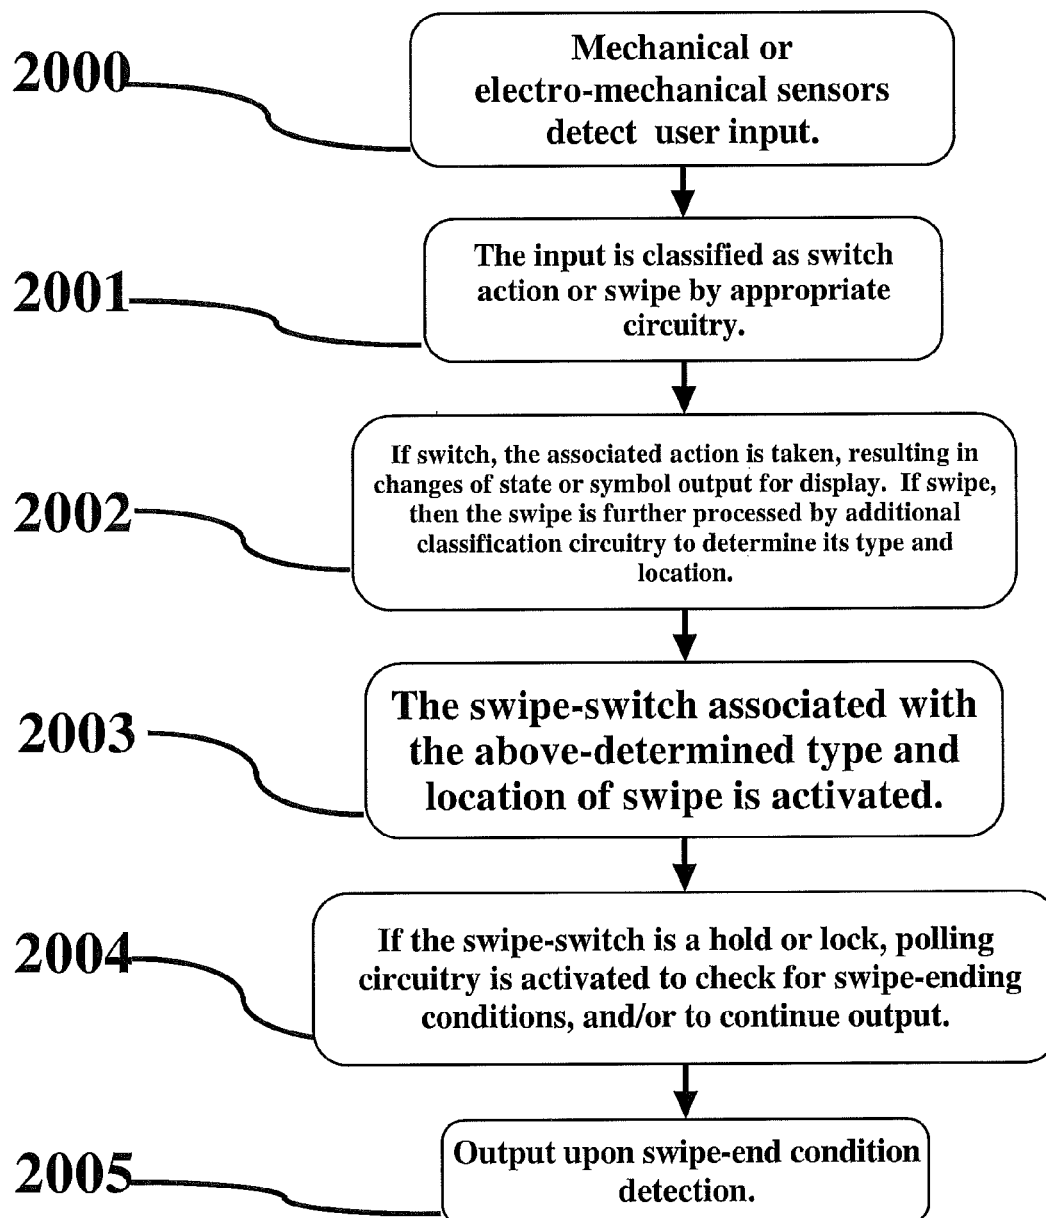 2000
Mechanical or
electro-mechanical sensors
detect user input.
2001
The input is classified as switch
action or swipe by appropriate
circuitry.
2002
If switch, the associated action is taken, resulting in
changes of state or symbol output for display. If swipe,
then the swipe is further processed by additional
classification circuitry to determine its type and
location.
2003
The swipe-switch associated with
the above-determined type and
location of swipe is activated.
2004
If the swipe-switch is a hold or lock, polling
circuitry is activated to check for swipe-ending
conditions, and/or to continue output.
2005
Output upon swipe-end condition
detection.